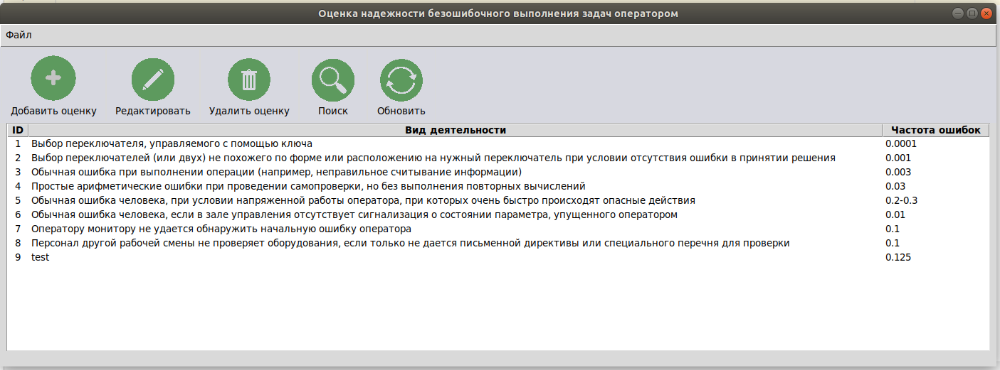 Оценка надежности безошибочного выполнения задач оператором
Файл
Добавить оценку Редактировать Удалить оценку Поиск Обновить
ID Вид деятельности Частота ошибок
1 Выбор переключателя, управляемого с помощью ключа 0.0001
2 Выбор переключателей (или двух) не похожего по форме или расположению на нужный переключатель при условии отсутствия ошибки в принятии решения 0.001
3 Обычная ошибка при выполнении операции (например, неправильное считывание информации) 0.003
4 Простые арифметические ошибки при проведении самопроверки, но без выполнения повторных вычислений 0.03
5 Обычная ошибка человека, при условии напряженной работы оператора, при которых очень быстро происходят опасные действия 0.2-0.3
6 Обычная ошибка человека, если в зале управления отсутствует сигнализация о состоянии параметра, упущенного оператором 0.01
7 Оператору монитору не удается обнаружить начальную ошибку оператора 0.1
8 Персонал другой рабочей смены не проверяет оборудования, если только не дается письменной директивы или специального перечня для проверки 0.1
9 test 0.125